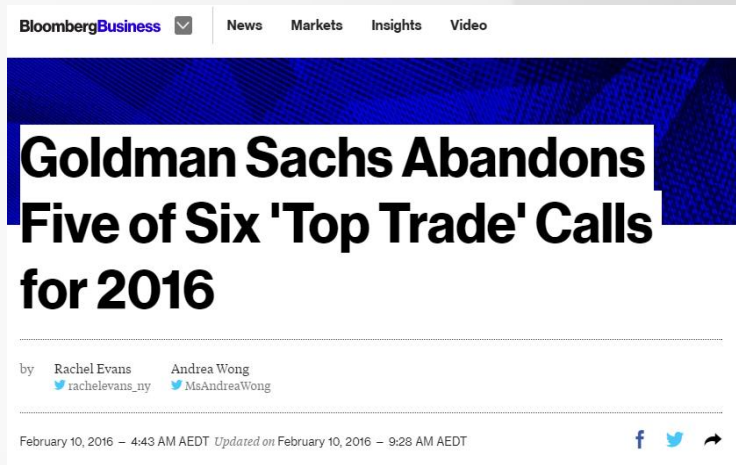 BloombergBusiness News Markets Insights Video
Goldman Sachs Abandons
Five of Six 'Top Trade' Calls
for 2016
by Rachel Evans Andrea Wong
rachelevans_ny MsAndreaWong
February 10, 2016 – 4:43 AM AEDT Updated on February 10, 2016 – 9:28 AM AEDT